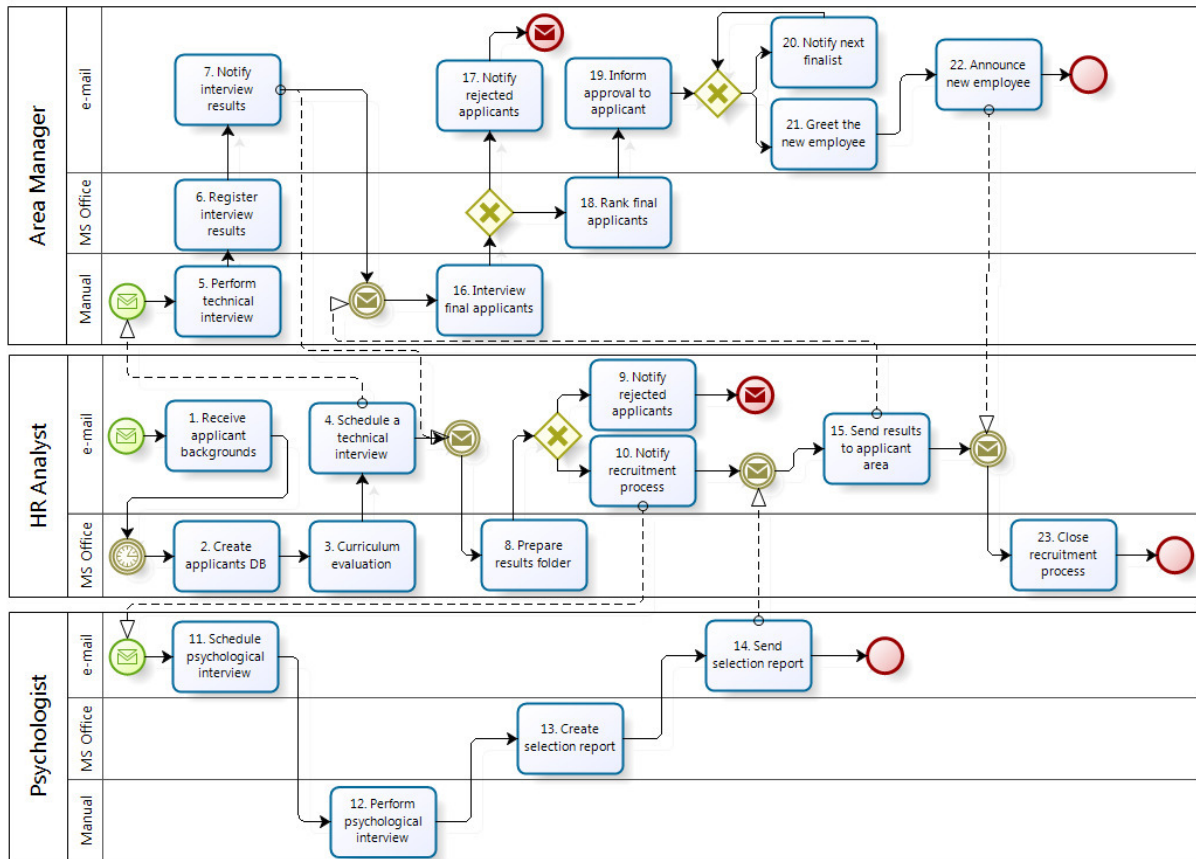 Area Manager
e-mail
MS Office
Manual
7. Notify
interview
results
17. Notify
rejected
applicants
19. Inform
approval to
applicant
20. Notify next
finalist
21. Greet the
new employee
22. Announce
new employee
6. Register
interview
results
18. Rank final
applicants
5. Perform
technical
interview
16. Interview
final applicants
HR Analyst
e-mail
MS Office
1. Receive
applicant
backgrounds
4. Schedule a
technical
interview
9. Notify
rejected
applicants
10. Notify
recruitment
process
15. Send results
to applicant
area
2. Create
applicants DB
3. Curriculum
evaluation
8. Prepare
results folder
23. Close
recruitment
process
Psychologist
e-mail
MS Office
Manual
11. Schedule
psychological
interview
14. Send
selection report
13. Create
selection report
12. Perform
psychological
interview